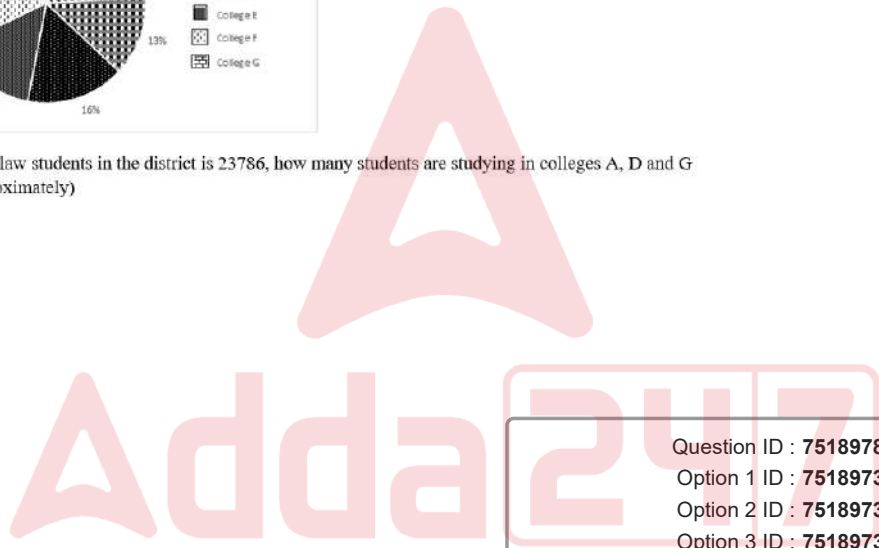 College E
13%
College F
College G
16%
law students in the district is 23786, how many students are studying in colleges A, D and G
oximately)
Adda247
Question ID : 7518978
Option 1 ID : 7518973
Option 2 ID : 7518973
Option 3 ID : 7518973